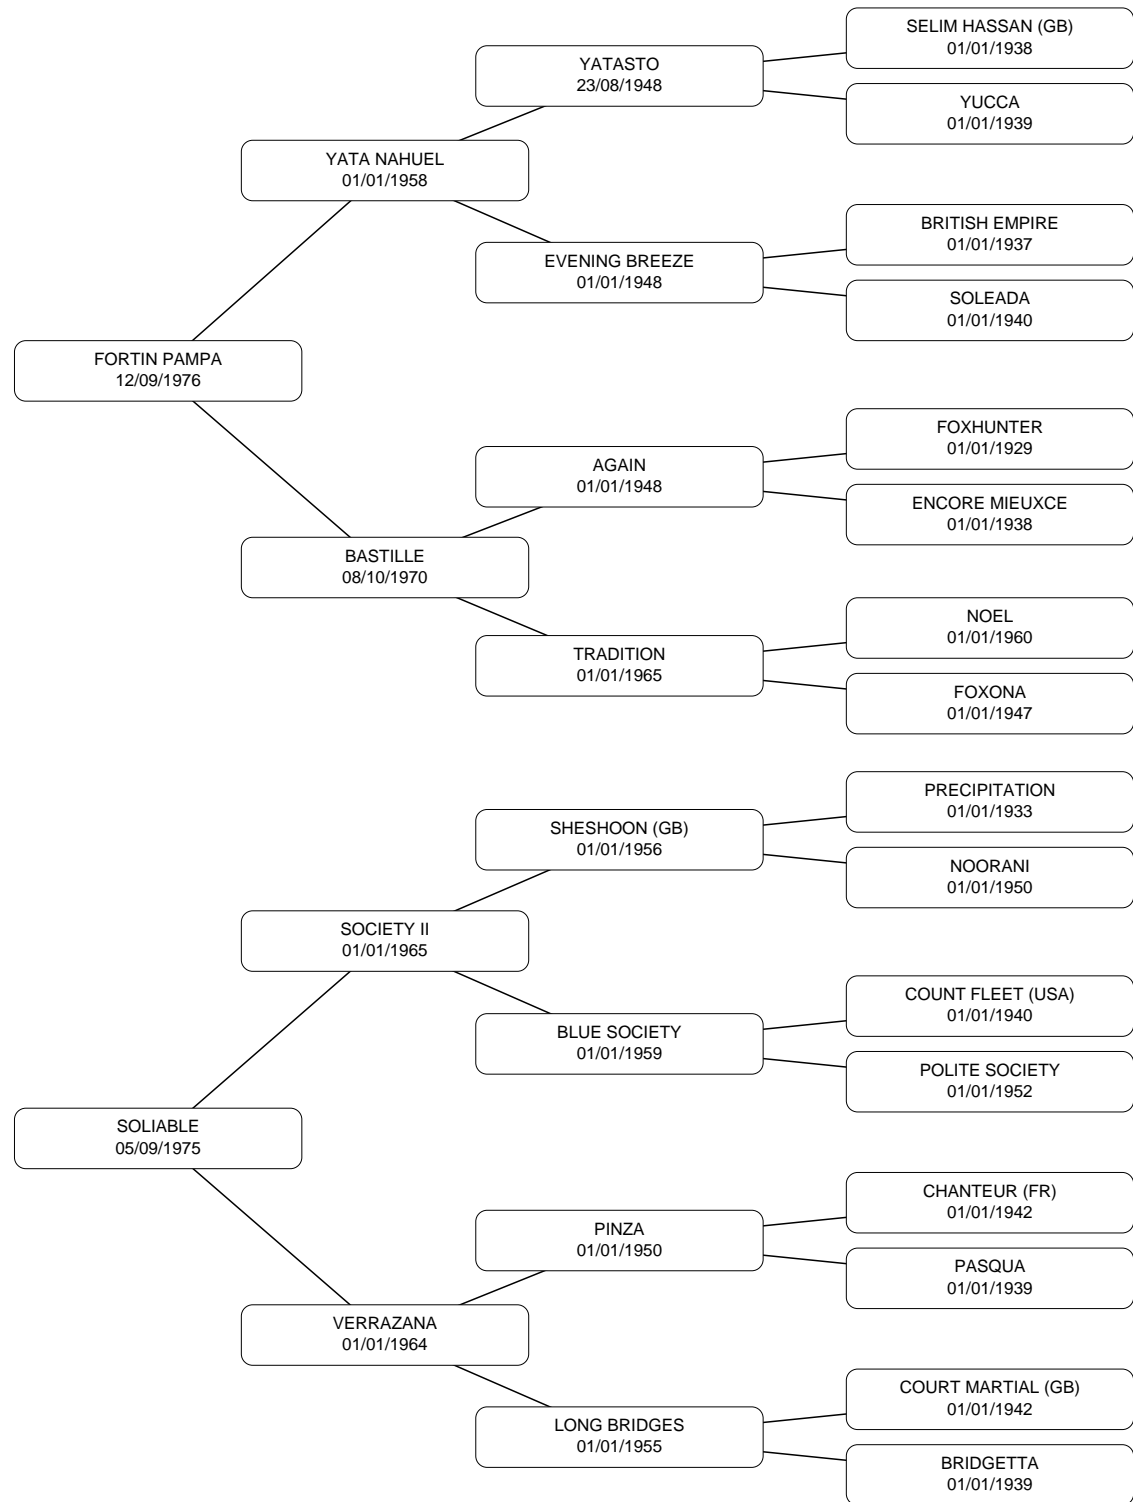 SELIM HASSAN (GB)
01/01/1938
YATASTO
23/08/1948
YUCCA
01/01/1939
YATA NAHUEL
01/01/1958
BRITISH EMPIRE
01/01/1937
EVENING BREEZE
01/01/1948
SOLEADA
01/01/1940
FORTIN PAMPA
12/09/1976
FOXHUNTER
01/01/1929
AGAIN
01/01/1948
ENCORE MIEUXCE
01/01/1938
BASTILLE
08/10/1970
NOEL
01/01/1960
TRADITION
01/01/1965
FOXONA
01/01/1947
PRECIPITATION
01/01/1933
SHESHOON (GB)
01/01/1956
NOORANI
01/01/1950
SOCIETY II
01/01/1965
COUNT FLEET (USA)
01/01/1940
BLUE SOCIETY
01/01/1959
POLITE SOCIETY
01/01/1952
SOLIABLE
05/09/1975
CHANTEUR (FR)
01/01/1942
PINZA
01/01/1950
PASQUA
01/01/1939
VERRAZANA
01/01/1964
COURT MARTIAL (GB)
01/01/1942
LONG BRIDGES
01/01/1955
BRIDGETTA
01/01/1939